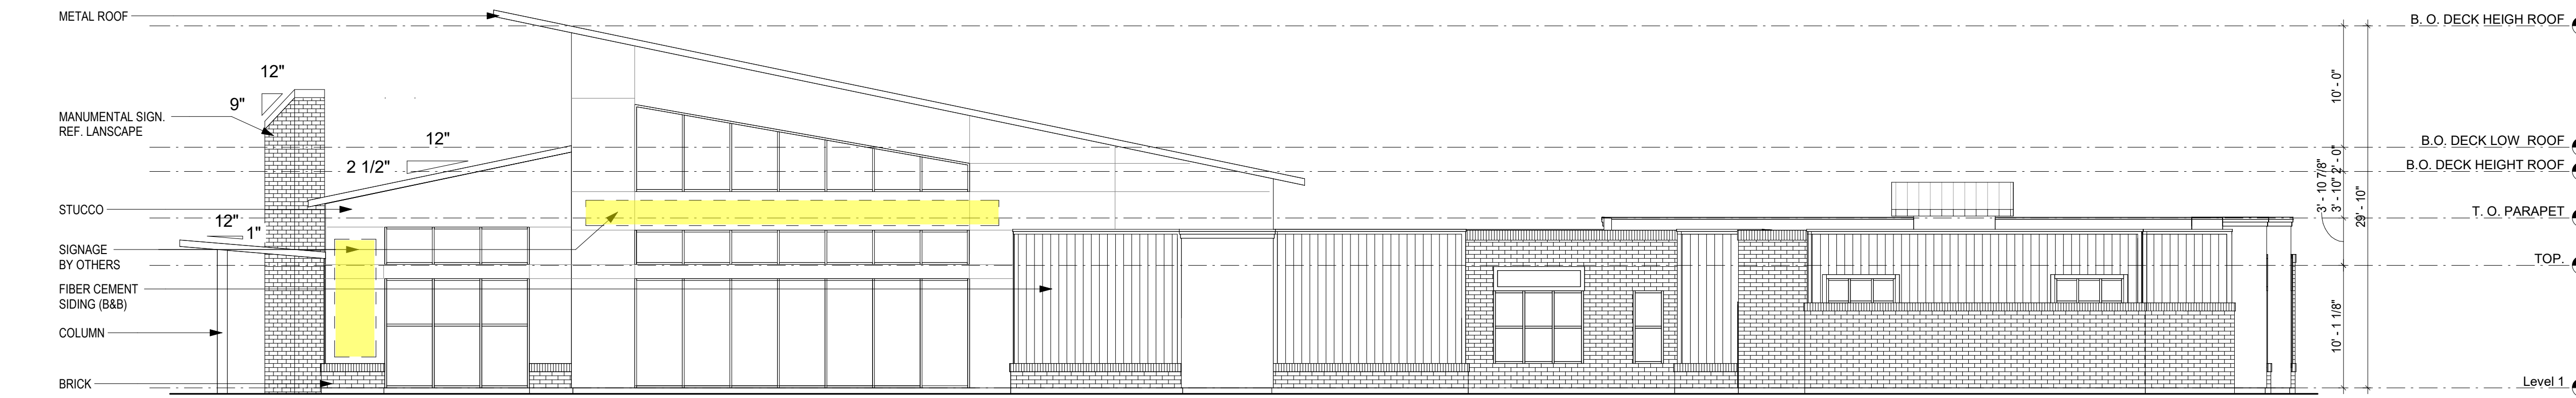 METAL ROOF
B. O. DECK HEIGH ROOF
12"
10' - 0"
9"
MANUMENTAL SIGN.
REF. LANSCAPE
12"
B.O. DECK LOW ROOF
2 1/2"
2' - 0"
B.O. DECK HEIGHT ROOF
3' - 10 7/8"
3' - 10"
29' - 10"
STUCCO
T. O. PARAPET
12"
1"
SIGNAGE
BY OTHERS
TOP.
FIBER CEMENT
SIDING (B&B)
COLUMN
10' - 1 1/8"
BRICK
Level 1